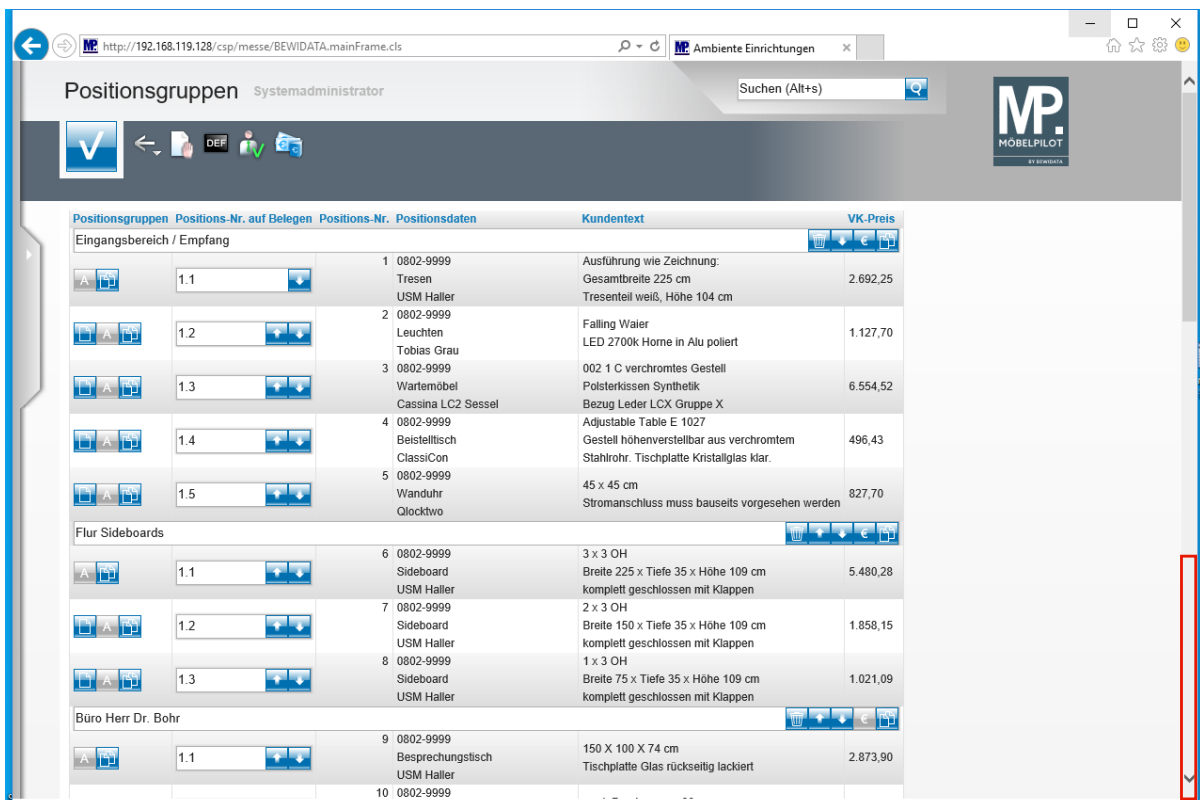 http://192.168.119.128/csp/messe/BEWIDATA.mainFrame.cls
MP. Ambiente Einrichtungen
Positionsgruppen Systemadministrator
Suchen (Alt+s)
MP.
MÖBELPILOT
BY BEWIDATA
DEF
Positionsgruppen Positions-Nr. auf Belegen Positions-Nr. Positionsdaten Kundentext VK-Preis
Eingangsbereich / Empfang €
1 0802-9999 Ausführung wie Zeichnung:
A 1.1 Tresen Gesamtbreite 225 cm 2.692,25
USM Haller Tresenteil weiß, Höhe 104 cm
2 0802-9999 Falling Waier
A 1.2 Leuchten LED 2700k Horne in Alu poliert 1.127,70
Tobias Grau
3 0802-9999 002 1 C verchromtes Gestell
A 1.3 Wartemöbel Polsterkissen Synthetik 6.554,52
Cassina LC2 Sessel Bezug Leder LCX Gruppe X
4 0802-9999 Adjustable Table E 1027
A 1.4 Beistelltisch Gestell höhenverstellbar aus verchromtem 496,43
ClassiCon Stahlrohr. Tischplatte Kristallglas klar.
5 0802-9999 45 x 45 cm
A 1.5 Wanduhr Stromanschluss muss bauseits vorgesehen werden 827,70
Qlocktwo
Flur Sideboards €
6 0802-9999 3 x 3 OH
A 1.1 Sideboard Breite 225 x Tiefe 35 x Höhe 109 cm 5.480,28
USM Haller komplett geschlossen mit Klappen
7 0802-9999 2 x 3 OH
A 1.2 Sideboard Breite 150 x Tiefe 35 x Höhe 109 cm 1.858,15
USM Haller komplett geschlossen mit Klappen
8 0802-9999 1 x 3 OH
A 1.3 Sideboard Breite 75 x Tiefe 35 x Höhe 109 cm 1.021,09
USM Haller komplett geschlossen mit Klappen
Büro Herr Dr. Bohr €
9 0802-9999 150 X 100 X 74 cm
A 1.1 Besprechungstisch Tischplatte Glas rückseitig lackiert 2.873,90
USM Haller
10 0802-9999